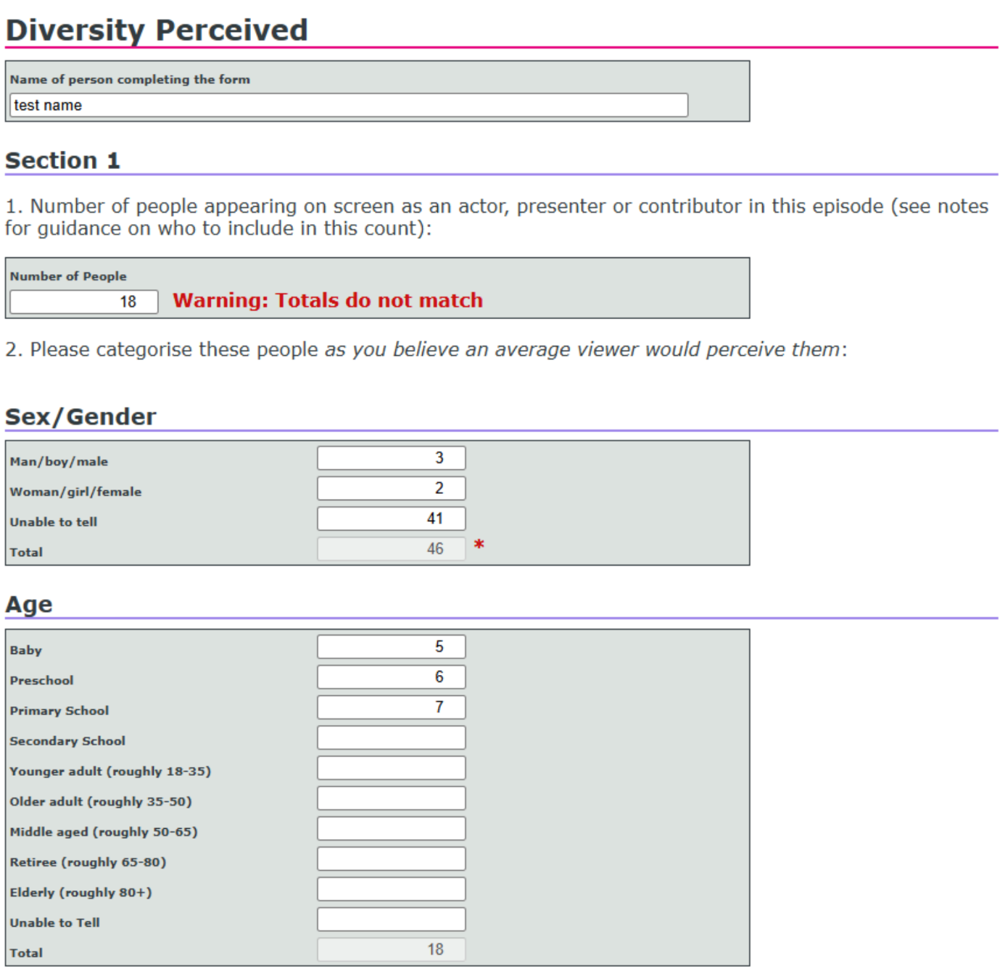 Diversity Perceived
Name of person completing the form
test name
Section 1
1. Number of people appearing on screen as an actor, presenter or contributor in this episode (see notes
for guidance on who to include in this count):
Number of People
18 Warning: Totals do not match
2. Please categorise these people as you believe an average viewer would perceive them:
Sex/Gender
Man/boy/male 3
Woman/girl/female 2
Unable to tell 41
Total 46 *
Age
Baby 5
Preschool 6
Primary School 7
Secondary School
Younger adult (roughly 18-35)
Older adult (roughly 35-50)
Middle aged (roughly 50-65)
Retiree (roughly 65-80)
Elderly (roughly 80+)
Unable to Tell
Total 18